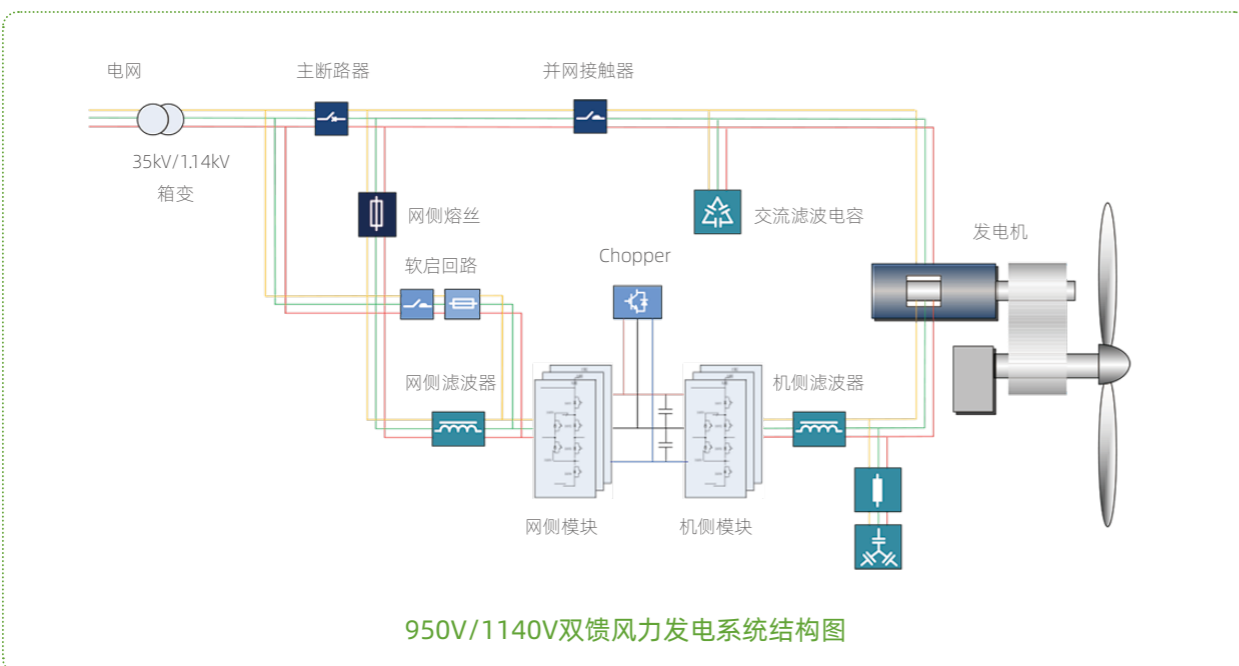 电网
主断路器
并网接触器
35kV/1.14kV
箱变
网侧熔丝
交流滤波电容
发电机
Chopper
软启回路
网侧滤波器
机侧滤波器
网侧模块
机侧模块
950V/1140V双馈风力发电系统结构图